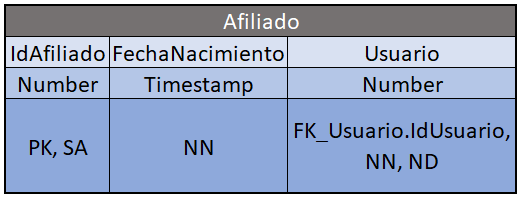 Afiliado
IdAfiliado FechaNacimiento Usuario
Number Timestamp Number
PK, SA NN FK_Usuario.IdUsuario,
NN, ND